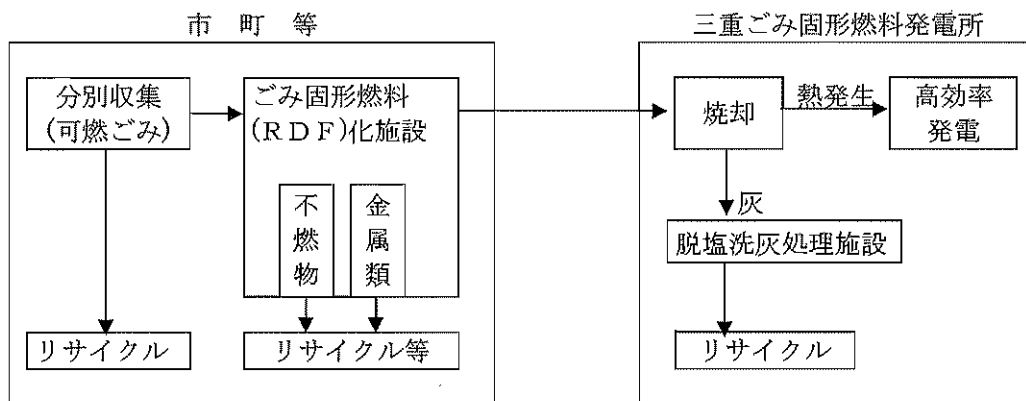 市 町 等
分別収集
(可燃ごみ)
ごみ固形燃料
(ＲＤＦ)化施設
不燃物
金属類
リサイクル
リサイクル等
三重ごみ固形燃料発電所
焼却
熱発生
高効率
発電
灰
脱塩洗灰処理施設
リサイクル